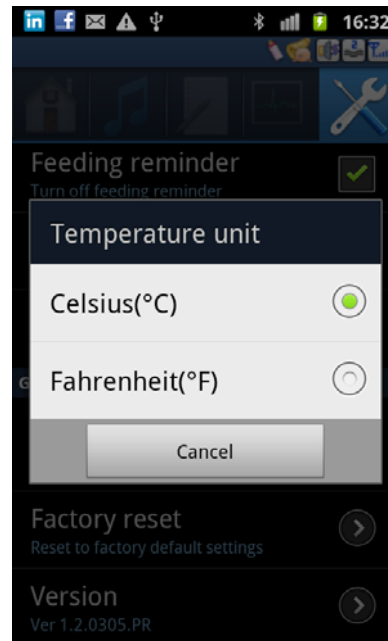 16:32
Feeding reminder
Turn off feeding reminder
Temperature unit
Celsius(°C)
G
Fahrenheit(°F)
Cancel
Factory reset
Reset to factory default settings
Version
Ver 1.2.0305.PR